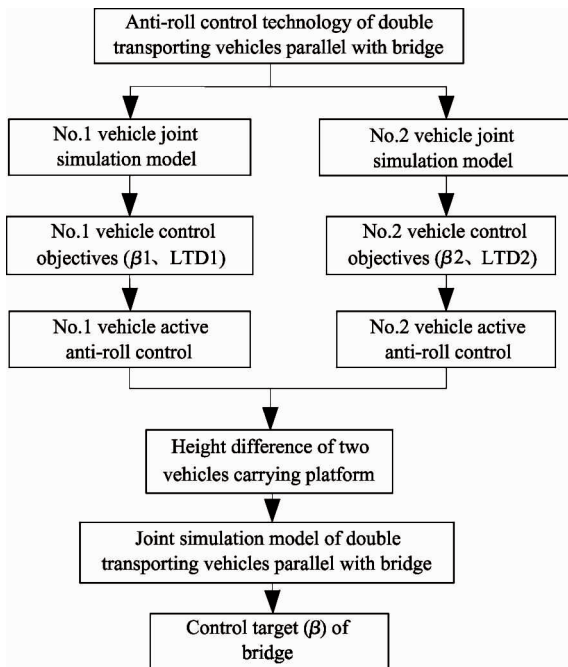 Anti-roll control technology of double
transporting vehicles parallel with bridge
No.1 vehicle joint
simulation model
No.2 vehicle joint
simulation model
No.1 vehicle control
objectives (β1、LTD1)
No.2 vehicle control
objectives (β2、LTD2)
No.1 vehicle active
anti-roll control
No.2 vehicle active
anti-roll control
Height difference of two
vehicles carrying platform
Joint simulation model of double
transporting vehicles parallel with bridge
Control target (β) of
bridge